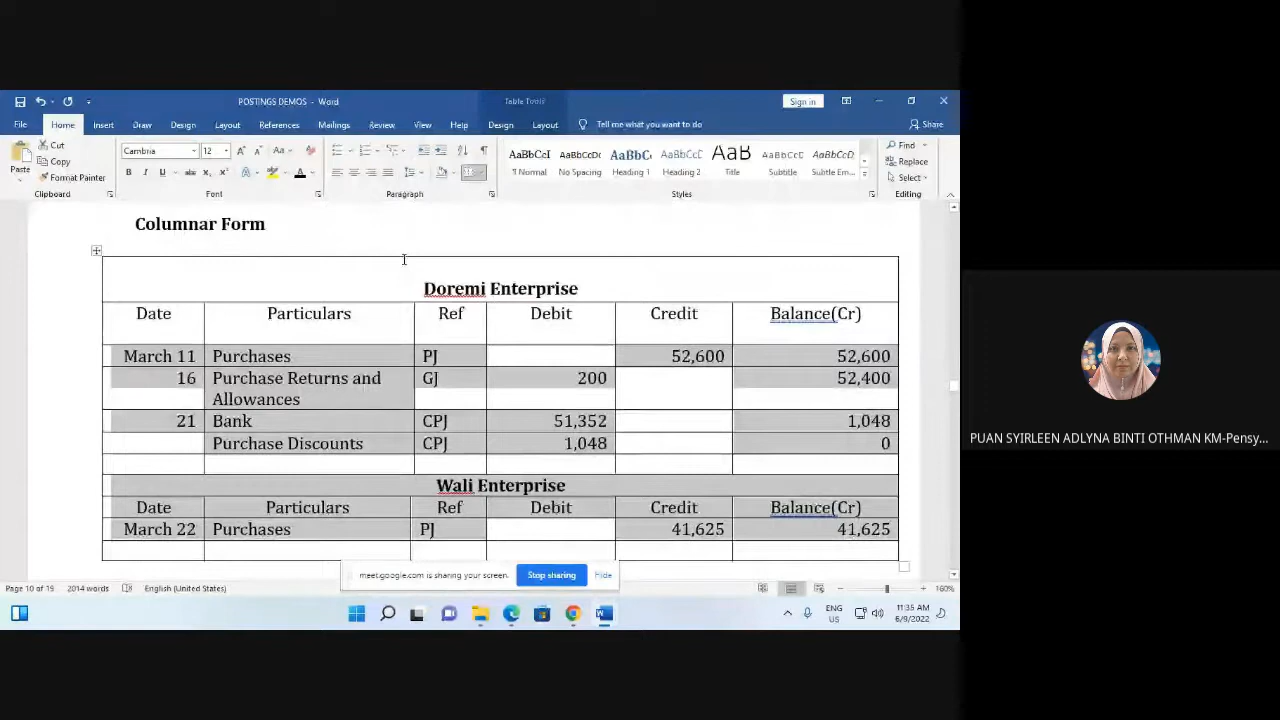 POSTINGS DEMOS - Word
Table Tools
Sign in
File Home Insert Draw Design Layout References Mailings Review View Help Design Layout Tell me what you want to do Share
Paste
Cut
Copy
Format Painter
Clipboard
Cambria 12
Font
Paragraph
AaBbCcI AaBbCcDc AaBbC AaBbCcD AaB AaBbCcD AaBbCcD
¶ Normal No Spacing Heading 1 Heading 2 Title Subtitle Subtle Em...
Styles
Find
Replace
Select
Editing
Columnar Form
Doremi Enterprise
Date Particulars Ref Debit Credit Balance(Cr)
March 11 Purchases PJ 52,600 52,600
16 Purchase Returns and GJ 200 52,400
Allowances
21 Bank CPJ 51,352 1,048
Purchase Discounts CPJ 1,048 0
Wali Enterprise
Date Particulars Ref Debit Credit Balance(Cr)
March 22 Purchases PJ 41,625 41,625
meet.google.com is sharing your screen. Stop sharing Hide
Page 10 of 19 2014 words English (United States) 160%
ENG
US
11:35 AM
6/9/2022
PUAN SYIRLEEN ADLYNA BINTI OTHMAN KM-Pensy...